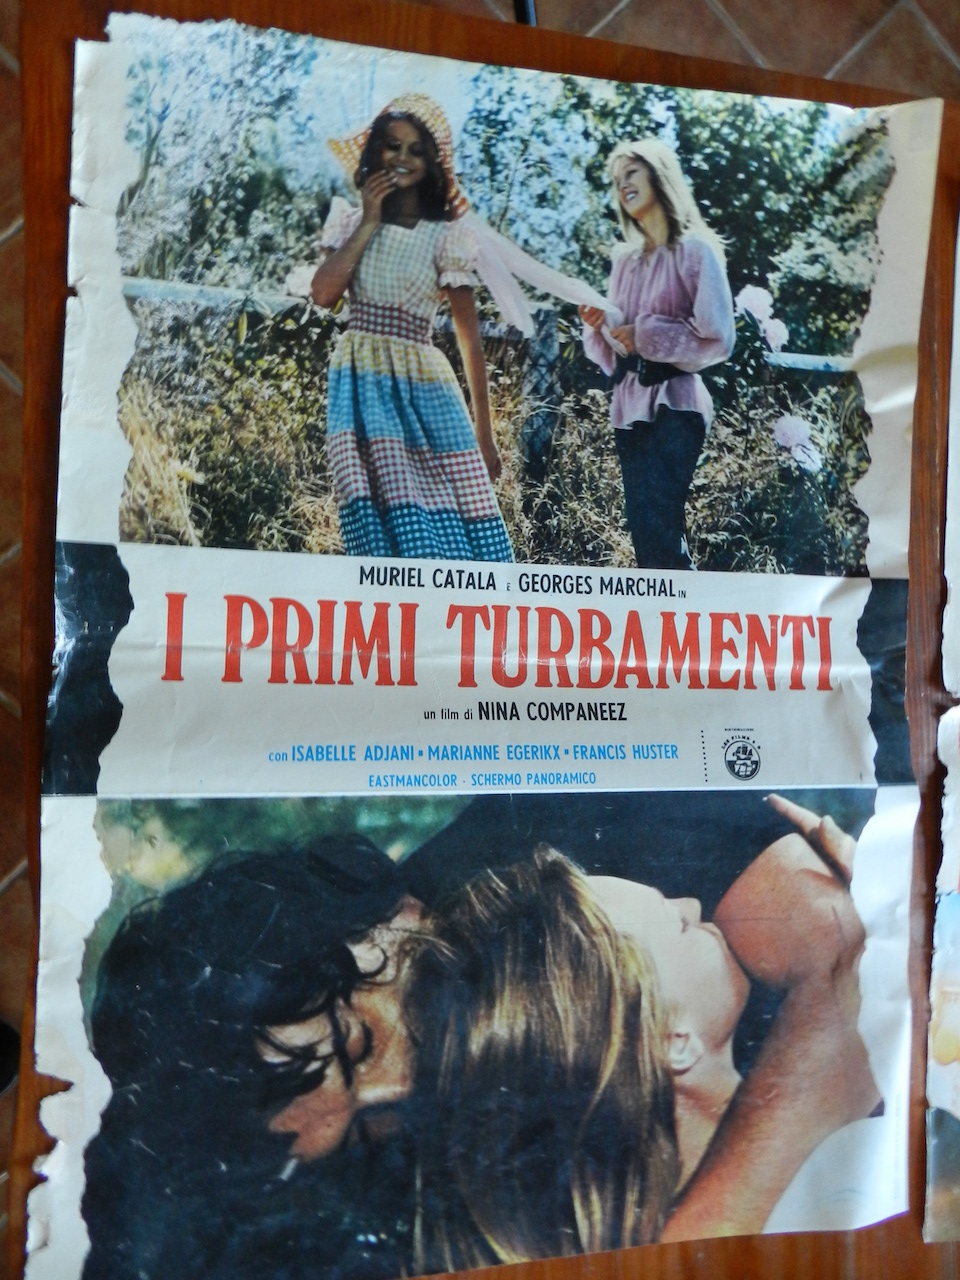 MURIEL CATALA E GEORGES MARCHAL IN
I PRIMI TURBAMENTI
un film di NINA COMPANEEZ
con ISABELLE ADJANI ▪ MARIANNE EGERIKX ▪ FRANCIS HUSTER
EASTMANCOLOR · SCHERMO PANORAMICO